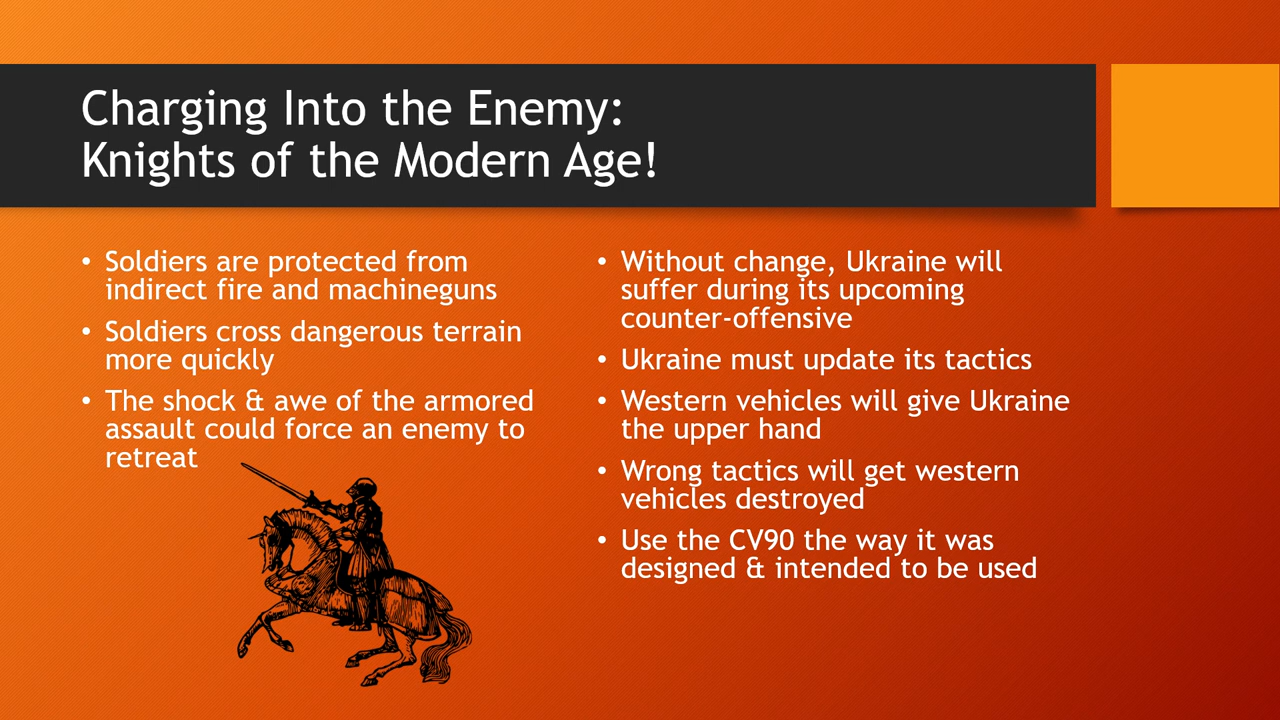 Charging Into the Enemy:
Knights of the Modern Age!
• Soldiers are protected from
indirect fire and machineguns
• Soldiers cross dangerous terrain
more quickly
• The shock & awe of the armored
assault could force an enemy to
retreat
• Without change, Ukraine will
suffer during its upcoming
counter-offensive
• Ukraine must update its tactics
• Western vehicles will give Ukraine
the upper hand
• Wrong tactics will get western
vehicles destroyed
• Use the CV90 the way it was
designed & intended to be used